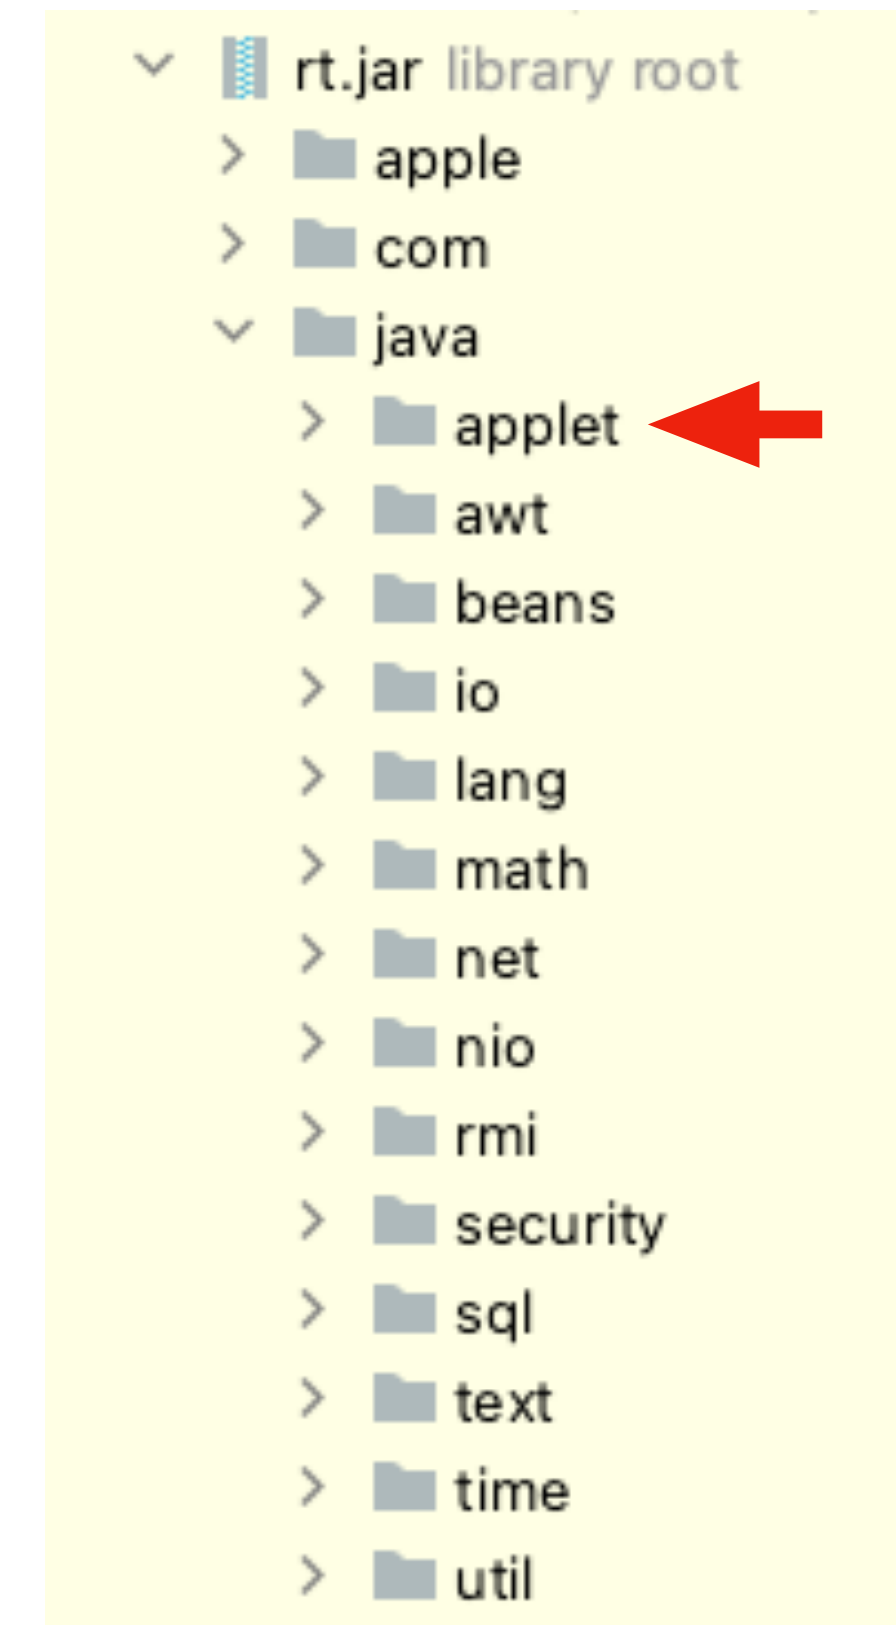 rt.jar library root
apple
com
java
applet
awt
beans
io
lang
math
net
nio
rmi
security
sql
text
time
util